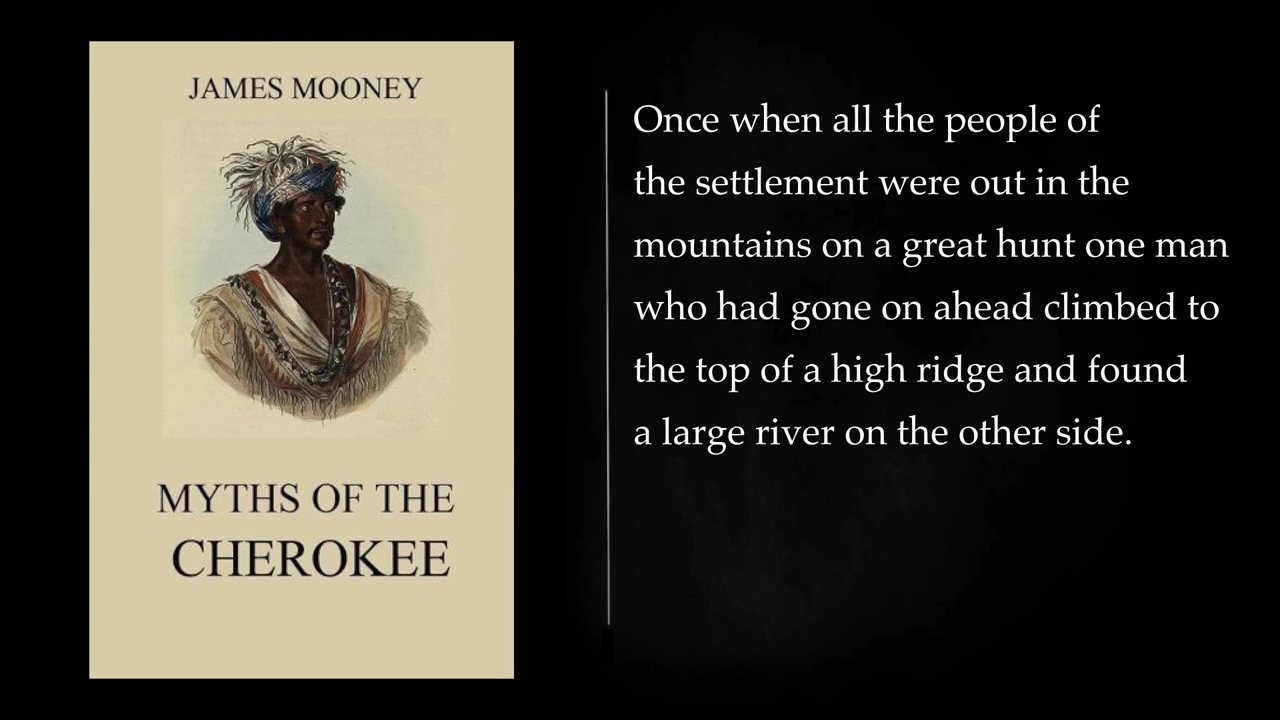 JAMES MOONEY
MYTHS OF THE
CHEROKEE
Once when all the people of
the settlement were out in the
mountains on a great hunt one man
who had gone on ahead climbed to
the top of a high ridge and found
a large river on the other side.